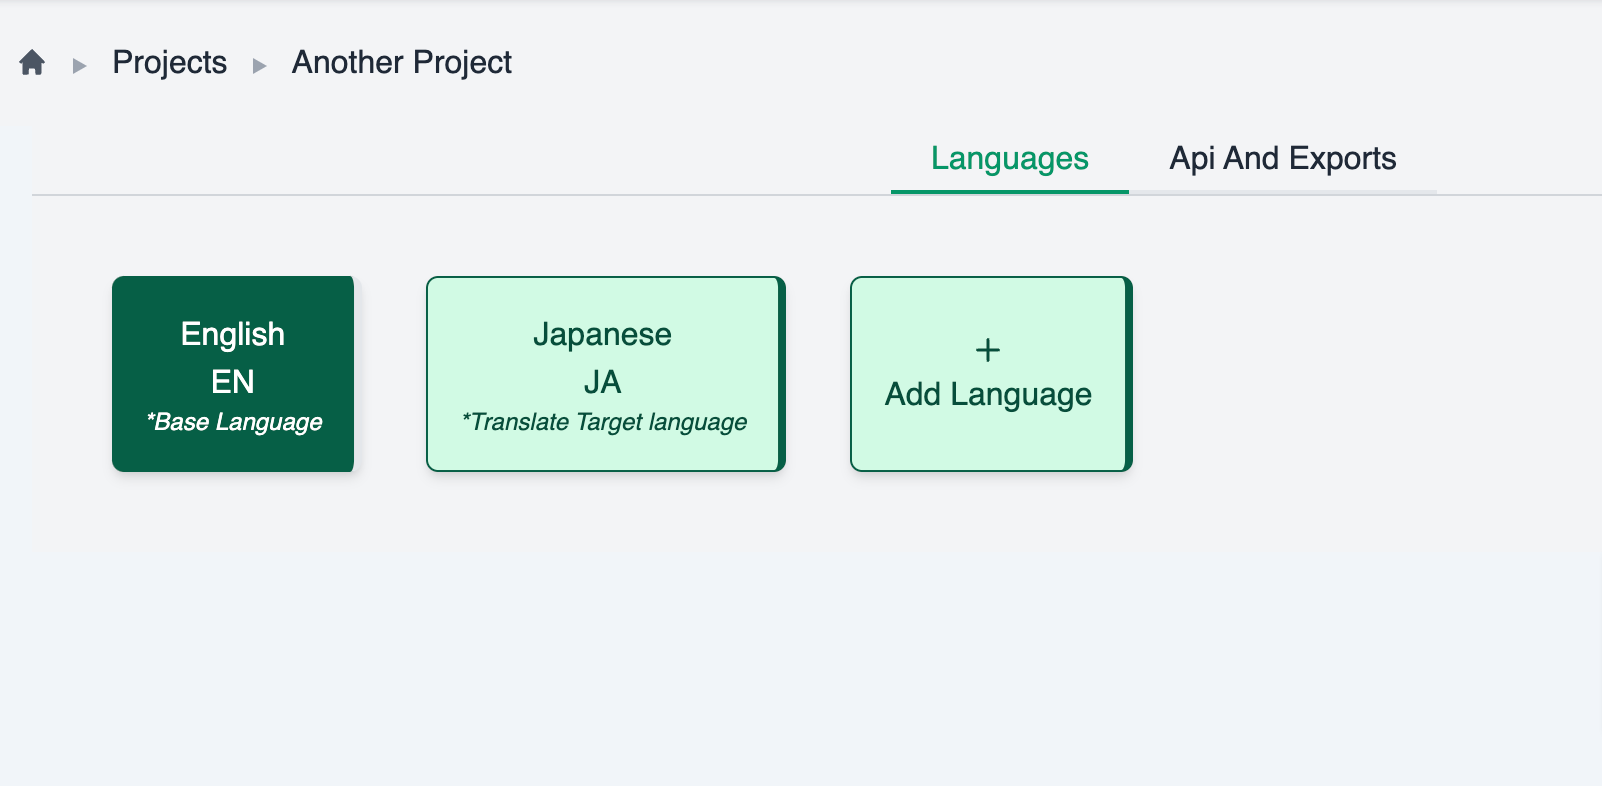 Projects Another Project
Languages Api And Exports
English
EN
*Base Language
Japanese
JA
*Translate Target language
+
Add Language